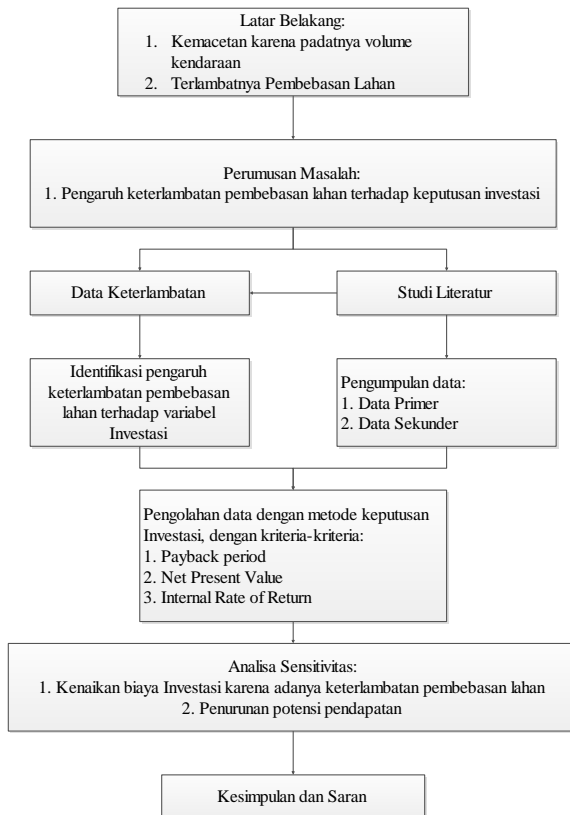 Latar Belakang:
1. Kemacetan karena padatnya volume
kendaraan
2. Terlambatnya Pembebasan Lahan
Perumusan Masalah:
1. Pengaruh keterlambatan pembebasan lahan terhadap keputusan investasi
Data Keterlambatan
Studi Literatur
Identifikasi pengaruh
keterlambatan pembebasan
lahan terhadap variabel
Investasi
Pengumpulan data:
1. Data Primer
2. Data Sekunder
Pengolahan data dengan metode keputusan
Investasi, dengan kriteria-kriteria:
1. Payback period
2. Net Present Value
3. Internal Rate of Return
Analisa Sensitivitas:
1. Kenaikan biaya Investasi karena adanya keterlambatan pembebasan lahan
2. Penurunan potensi pendapatan
Kesimpulan dan Saran